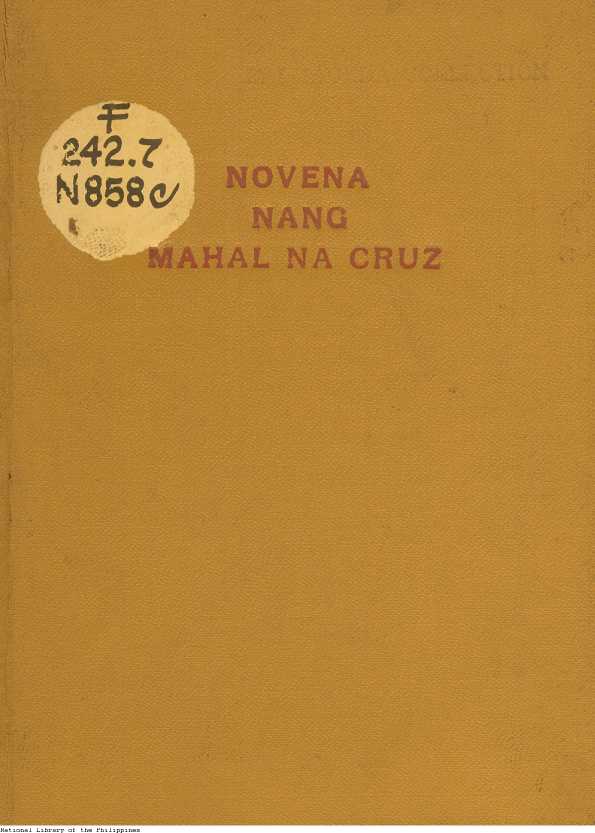 F
242.7
N858c
NOVENA
NANG
MAHAL NA CRUZ
National Library of the Philippines